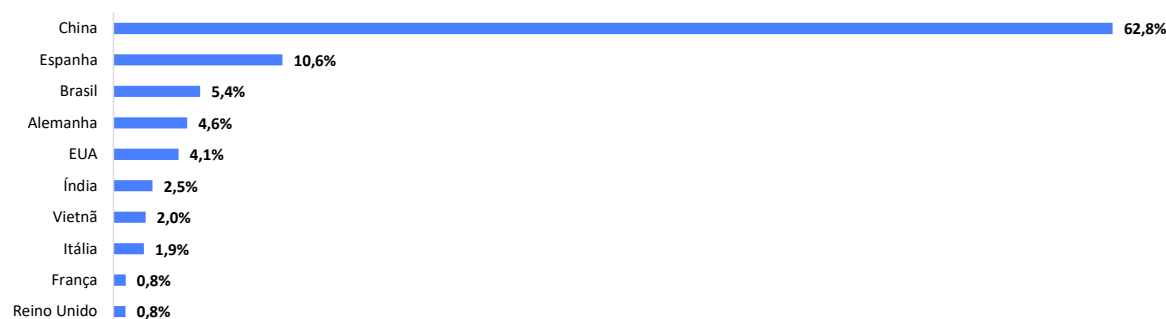 China 62,8%
Espanha 10,6%
Brasil 5,4%
Alemanha 4,6%
EUA 4,1%
Índia 2,5%
Vietnã 2,0%
Itália 1,9%
França 0,8%
Reino Unido 0,8%